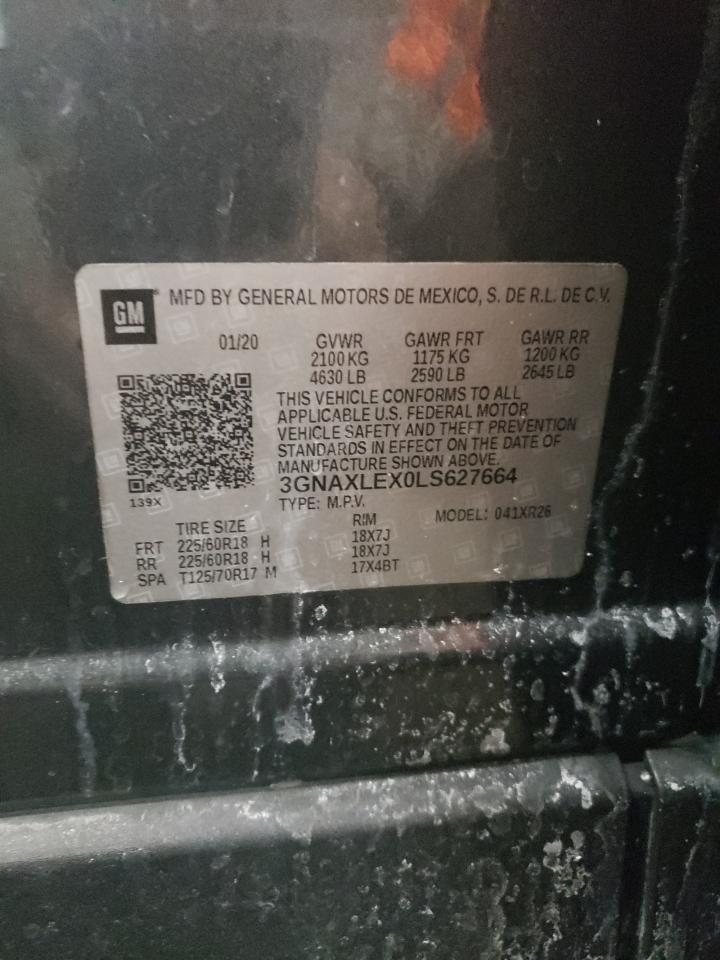 GM MFD BY GENERAL MOTORS DE MEXICO, S. DE R.L. DE C.V.
01/20 GVWR GAWR FRT GAWR RR
2100 KG 1175 KG 1200 KG
4630 LB 2590 LB 2645 LB
THIS VEHICLE CONFORMS TO ALL
APPLICABLE U.S. FEDERAL MOTOR
VEHICLE SAFETY AND THEFT PREVENTION
STANDARDS IN EFFECT ON THE DATE OF
MANUFACTURE SHOWN ABOVE.
3GNAXLEX0LS627664
139X
TYPE: M.P.V.
TIRE SIZE RIM MODEL: 041XR26
FRT 225/60R18 H 18X7J
RR 225/60R18 H 18X7J
SPA T125/70R17 M 17X4BT